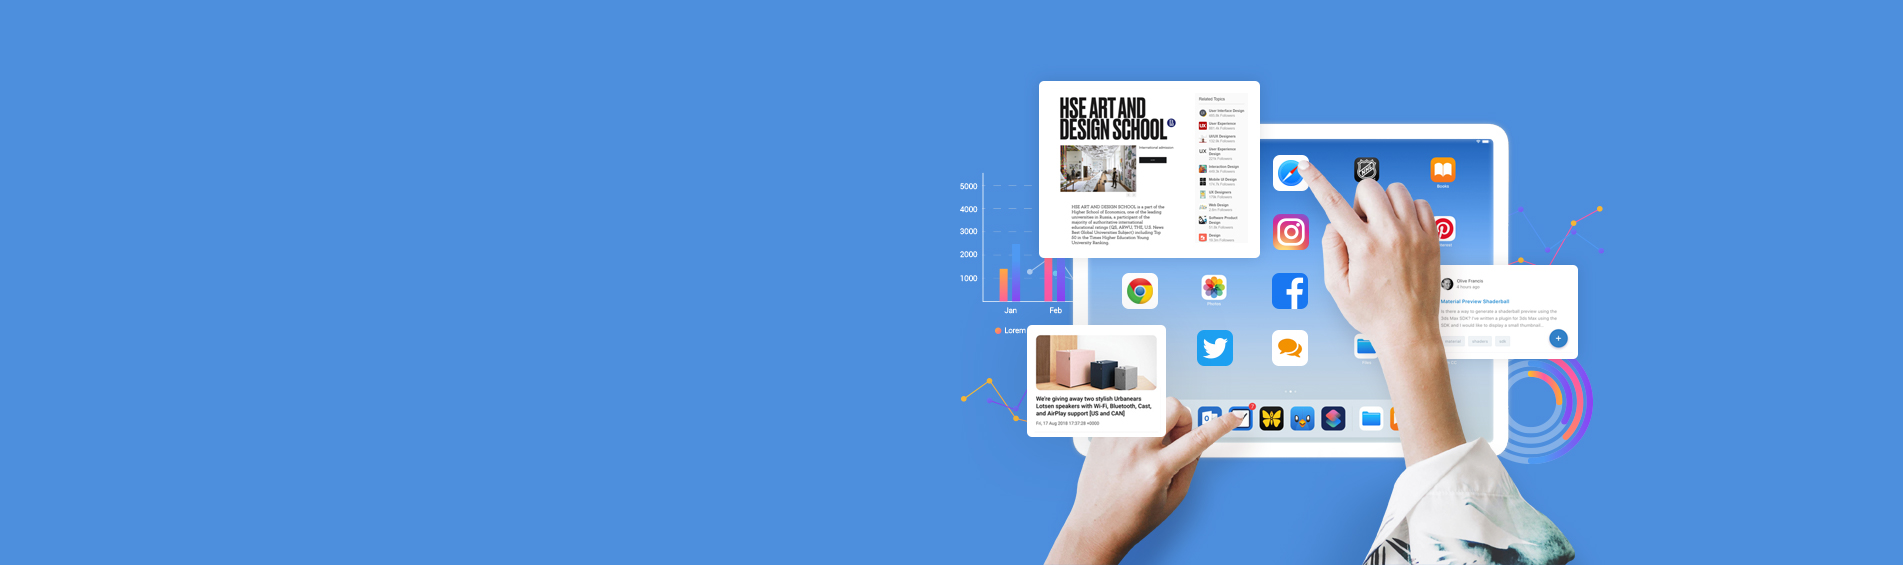 HSE ART AND
DESIGN SCHOOL
International admission
HSE ART AND DESIGN SCHOOL is a part of the
Higher School of Economics, one of the leading
universities in Russia, a participant of the
majority of authoritative international
educational ratings (QS, ARWU, THE, U.S. News
Best Global Universities Subject) including Top
50 in the Times Higher Education Young
University Ranking.
Related Topics
User Interface Design
User Experience
UI/UX Designers
UX
User Experience
Design
Interaction Design
Mobile UI Design
UX Designers
Web Design
Software Product
Design
Design
5000
4000
3000
2000
1000
Jan
Feb
Lorem
Books
Photos
Olive Francis
4 hours ago
Material Preview Shaderball
Is there a way to generate a shaderball preview using the
3ds Max SDK? I've written a plugin for 3ds Max using the
SDK and I would like to display a small thumbnail...
material
shaders
sdk
We're giving away two stylish Urbanears
Lotsen speakers with Wi-Fi, Bluetooth, Cast,
and AirPlay support [US and CAN]
Fri, 17 Aug 2018 17:37:28 +0000